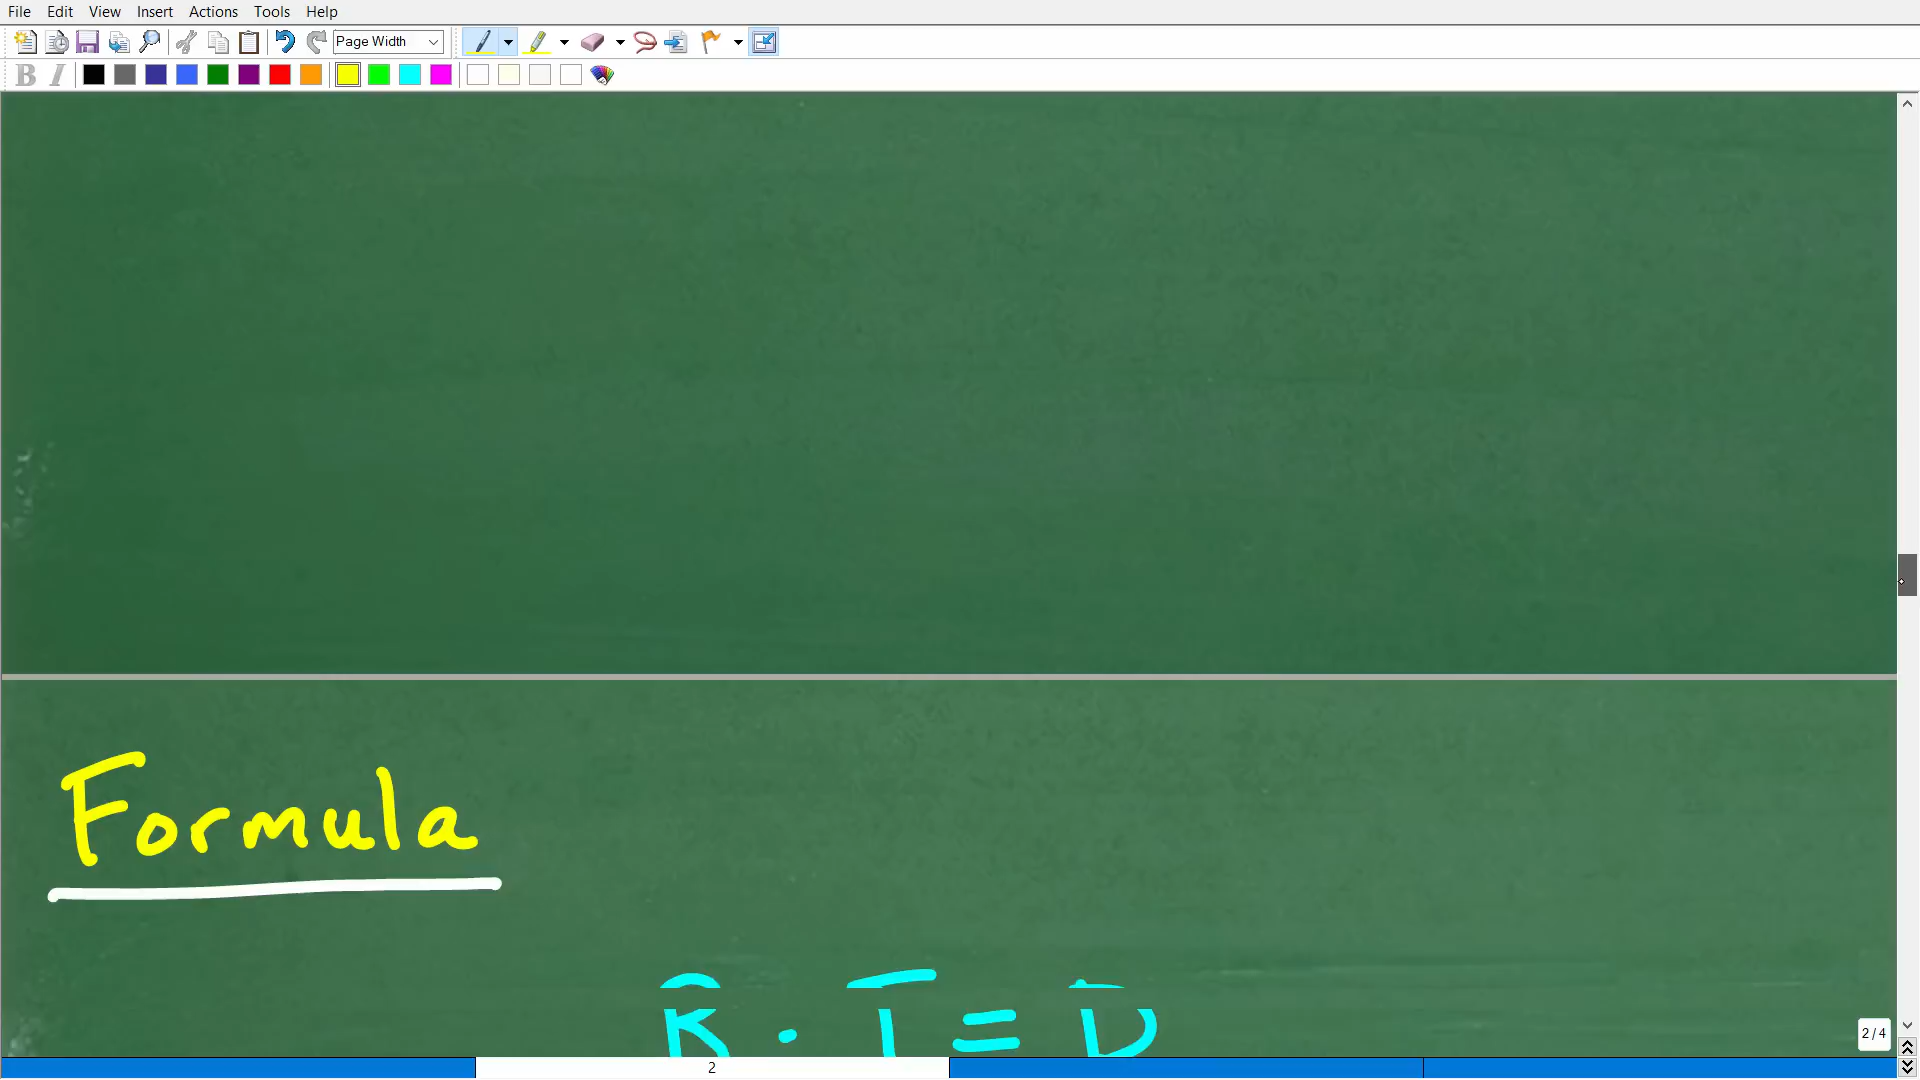 File Edit View Insert Actions Tools Help
Page Width
B I
Formula
R · T = D
2 / 4
2